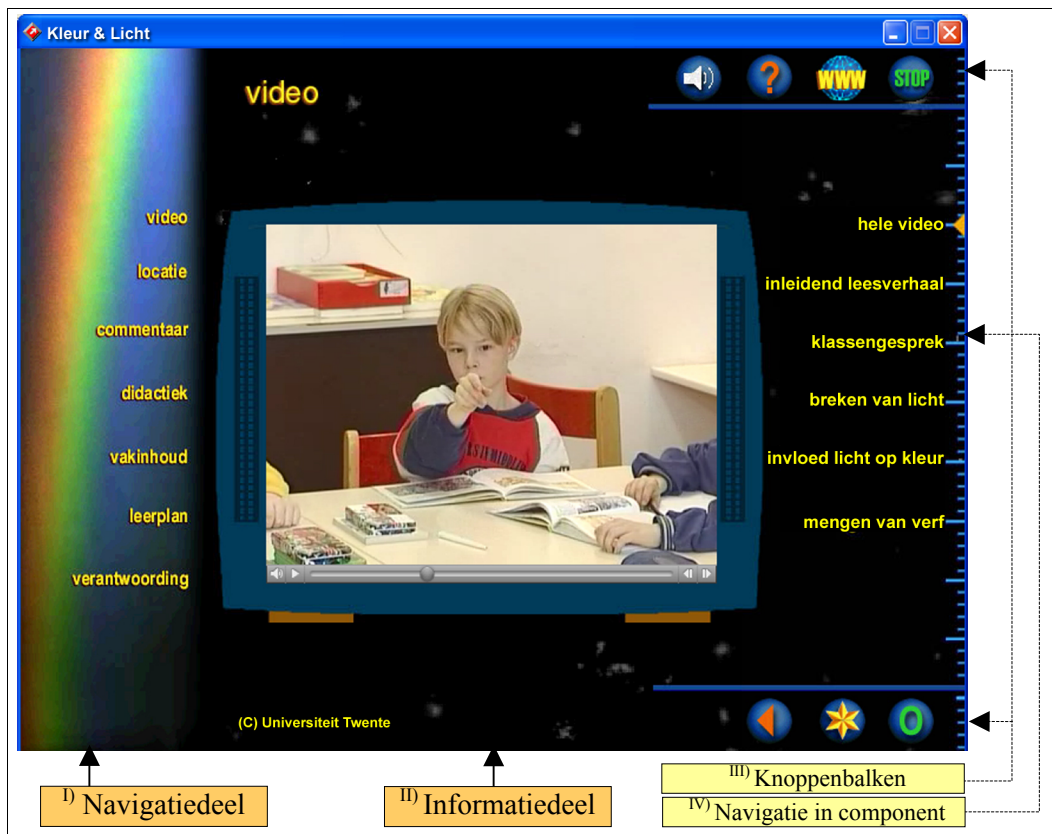 Kleur & Licht
video
?
WWW
STOP
video
locatie
commentaar
didactiek
vakinhoud
leerplan
verantwoording
hele video
inleidend leesverhaal
klassengesprek
breken van licht
invloed licht op kleur
mengen van verf
(C) Universiteit Twente
O
I) Navigatiedeel
II) Informatiedeel
III) Knoppenbalken
IV) Navigatie in component